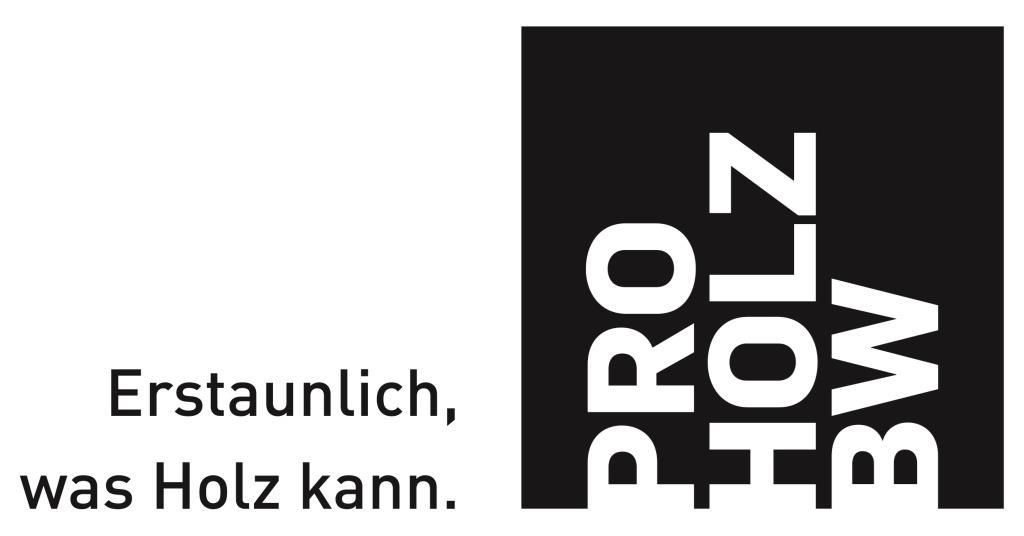 Erstaunlich,
was Holz kann.
PRO
HOLZ
BW